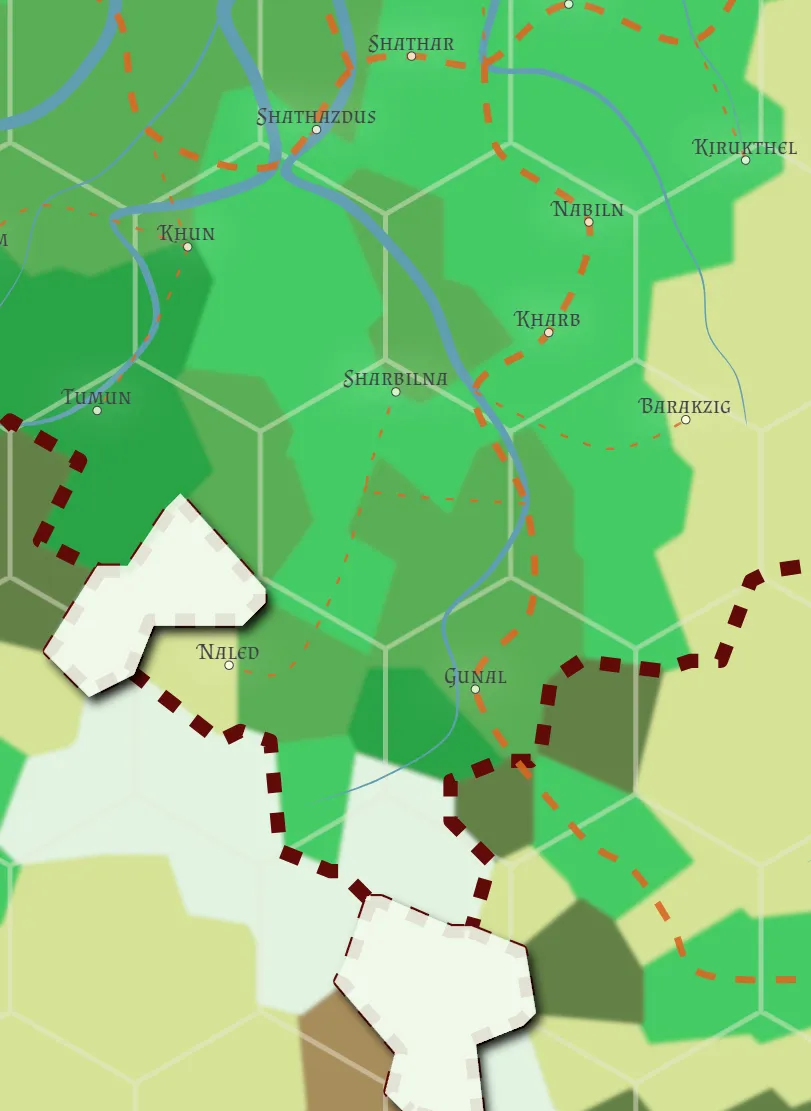 Shathar
Shathazdus
Kirukthel
Nabiln
Khun
M
Kharb
Sharbilna
Tumun
Barakzig
Naled
Gunal